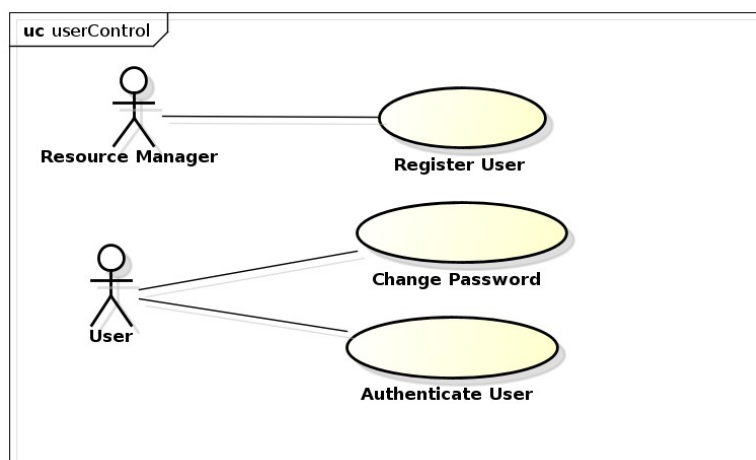 uc userControl
Resource Manager
Register User
Change Password
User
Authenticate User